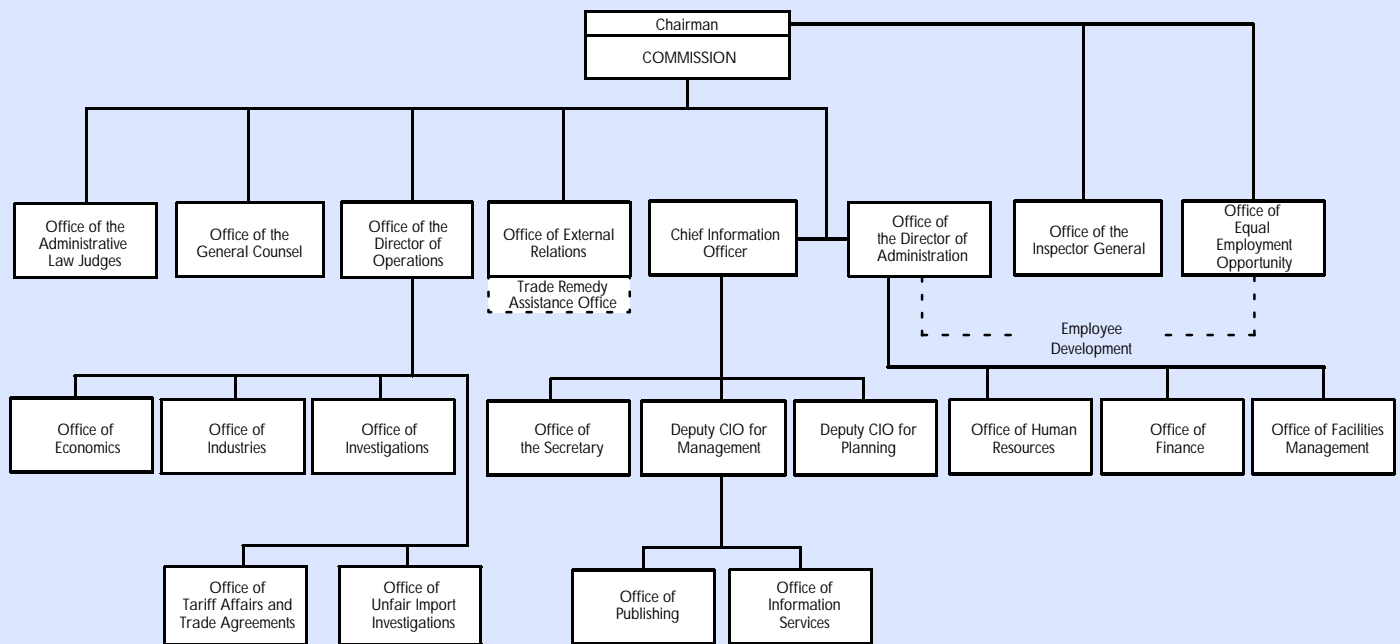 Chairman
COMMISSION
Office of the
Administrative
Law Judges
Office of the
General Counsel
Office of the
Director of
Operations
Office of External
Relations
Trade Remedy
Assistance Office
Chief Information
Officer
Office of
the Director of
Administration
Office of the
Inspector General
Office of
Equal
Employment
Opportunity
Employee
Development
Office of
Economics
Office of
Industries
Office of
Investigations
Office of
the Secretary
Deputy CIO for
Management
Deputy CIO for
Planning
Office of Human
Resources
Office of
Finance
Office of Facilities
Management
Office of
Tariff Affairs and
Trade Agreements
Office of
Unfair Import
Investigations
Office of
Publishing
Office of
Information
Services